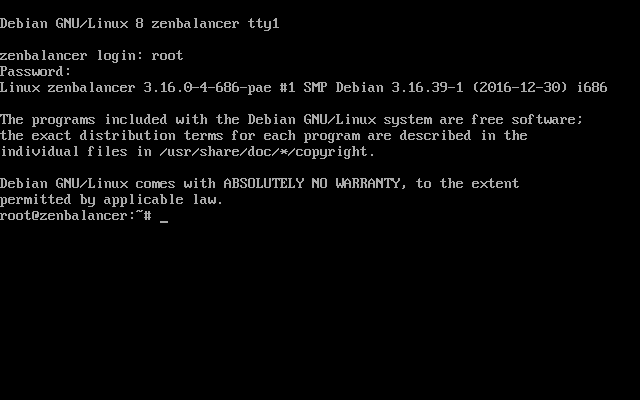 Debian GNU/Linux 8 zenbalancer tty1
zenbalancer login: root
Password:
Linux zenbalancer 3.16.0-4-686-pae #1 SMP Debian 3.16.39-1 (2016-12-30) i686
The programs included with the Debian GNU/Linux system are free software;
the exact distribution terms for each program are described in the
individual files in /usr/share/doc/*/copyright.
Debian GNU/Linux comes with ABSOLUTELY NO WARRANTY, to the extent
permitted by applicable law.
root@zenbalancer:~# _